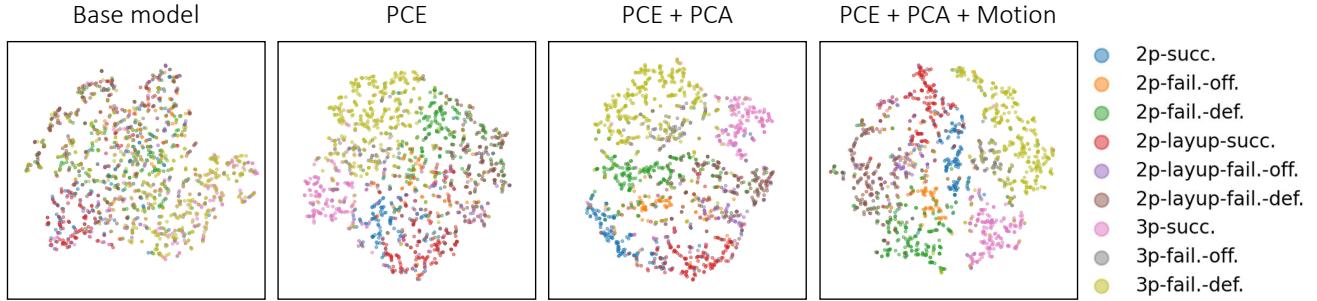 Base model
PCE
PCE + PCA
PCE + PCA + Motion
2p-succ.
2p-fail.-off.
2p-fail.-def.
2p-layup-succ.
2p-layup-fail.-off.
2p-layup-fail.-def.
3p-succ.
3p-fail.-off.
3p-fail.-def.